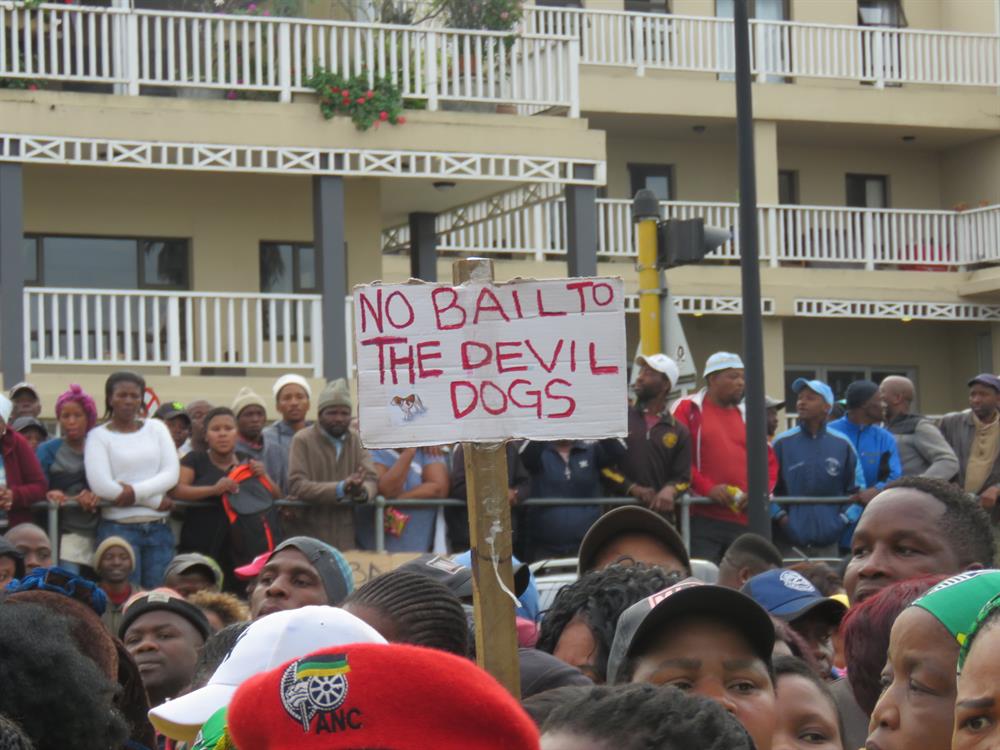 NO BAIL TO
THE DEVIL
DOGS
ANC